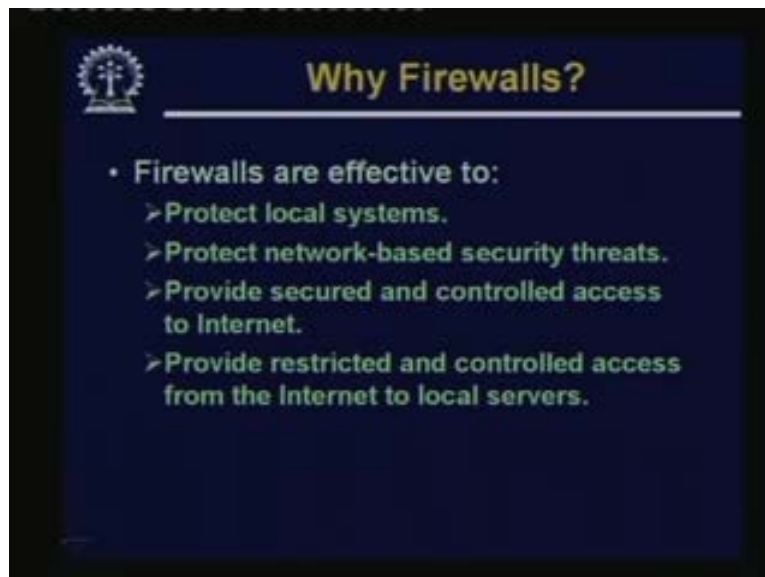 Why Firewalls?
• Firewalls are effective to:
➢Protect local systems.
➢Protect network-based security threats.
➢Provide secured and controlled access
to Internet.
➢Provide restricted and controlled access
from the Internet to local servers.